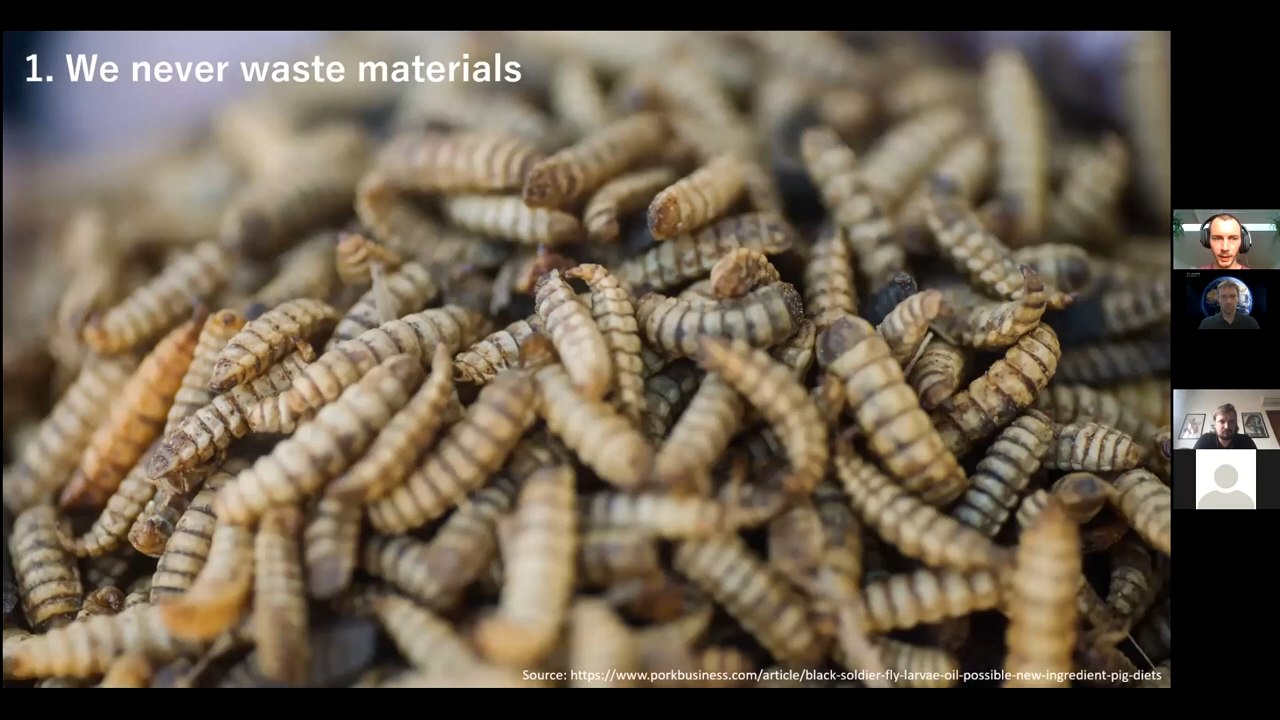 1. We never waste materials
Source: https://www.porkbusiness.com/article/black-soldier-fly-larvae-oil-possible-new-ingredient-pig-diets